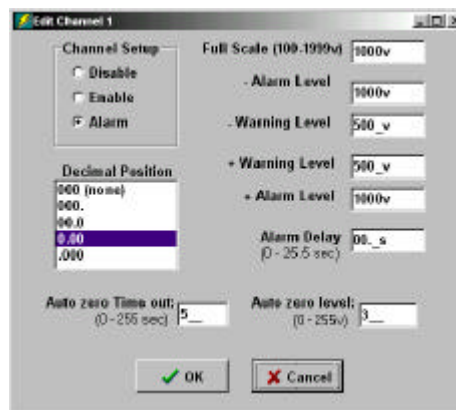 Edit Channel 1
Channel Setup
Disable
Enable
Alarm
Full Scale (100-1999v) 1000v
- Alarm Level 1000v
- Warning Level 500_v
+ Warning Level 500_v
+ Alarm Level 1000v
Decimal Position
000 (none)
000.
00.0
0.00
.000
Alarm Delay 00._s
(0 - 25.5 sec)
Auto zero Time out: 5__
(0 - 255 sec)
Auto zero level: 3__
(0 - 255v)
OK
Cancel